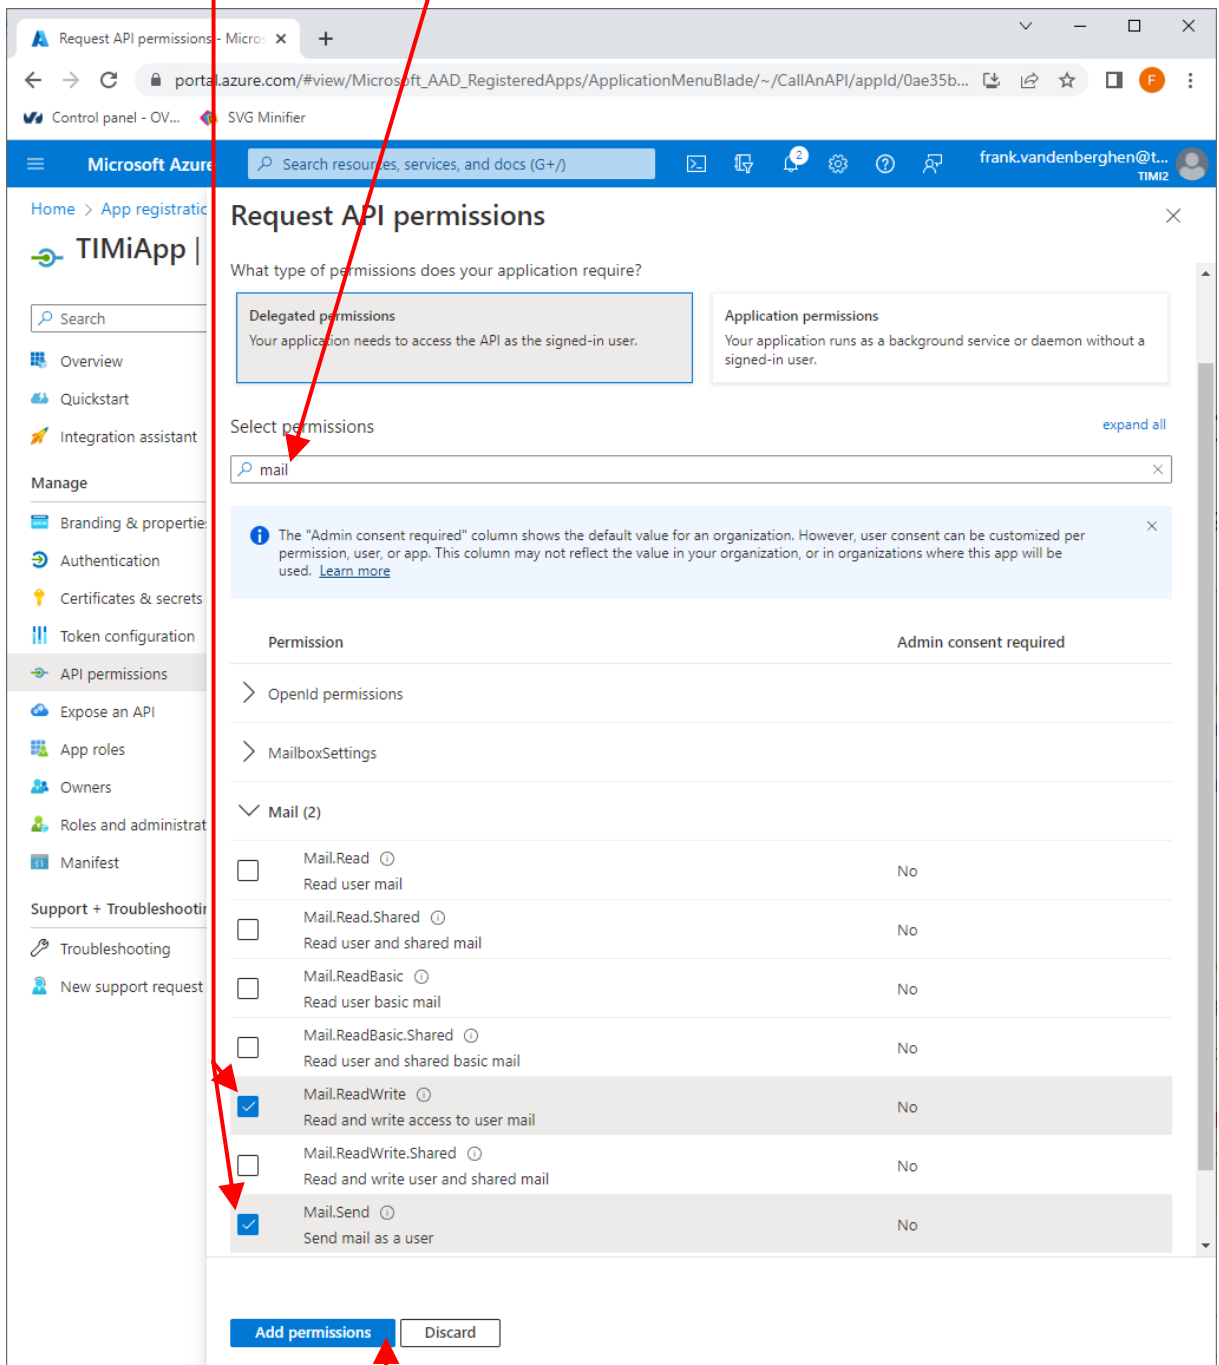 Request API permissions - Micros
portal.azure.com/#view/Microsoft_AAD_RegisteredApps/ApplicationMenuBlade/~/CallAnAPI/appId/0ae35b...
F
Control panel - OV...
SVG Minifier
Microsoft Azure
Search resources, services, and docs (G+/)
2
frank.vandenberghen@t...
TIMI2
Home > App registratic
Request API permissions
TIMiApp |
What type of permissions does your application require?
Search
Delegated permissions
Your application needs to access the API as the signed-in user.
Application permissions
Your application runs as a background service or daemon without a
signed-in user.
Overview
Quickstart
Integration assistant
Select permissions
expand all
mail
Manage
Branding & propertie
Authentication
Certificates & secrets
Token configuration
API permissions
Expose an API
App roles
Owners
Roles and administrat
Manifest
Support + Troubleshootin
Troubleshooting
New support request
The "Admin consent required" column shows the default value for an organization. However, user consent can be customized per
permission, user, or app. This column may not reflect the value in your organization, or in organizations where this app will be
used. Learn more
Permission
Admin consent required
OpenId permissions
MailboxSettings
Mail (2)
Mail.Read
Read user mail
No
Mail.Read.Shared
Read user and shared mail
No
Mail.ReadBasic
Read user basic mail
No
Mail.ReadBasic.Shared
Read user and shared basic mail
No
Mail.ReadWrite
Read and write access to user mail
No
Mail.ReadWrite.Shared
Read and write user and shared mail
No
Mail.Send
Send mail as a user
No
Add permissions
Discard